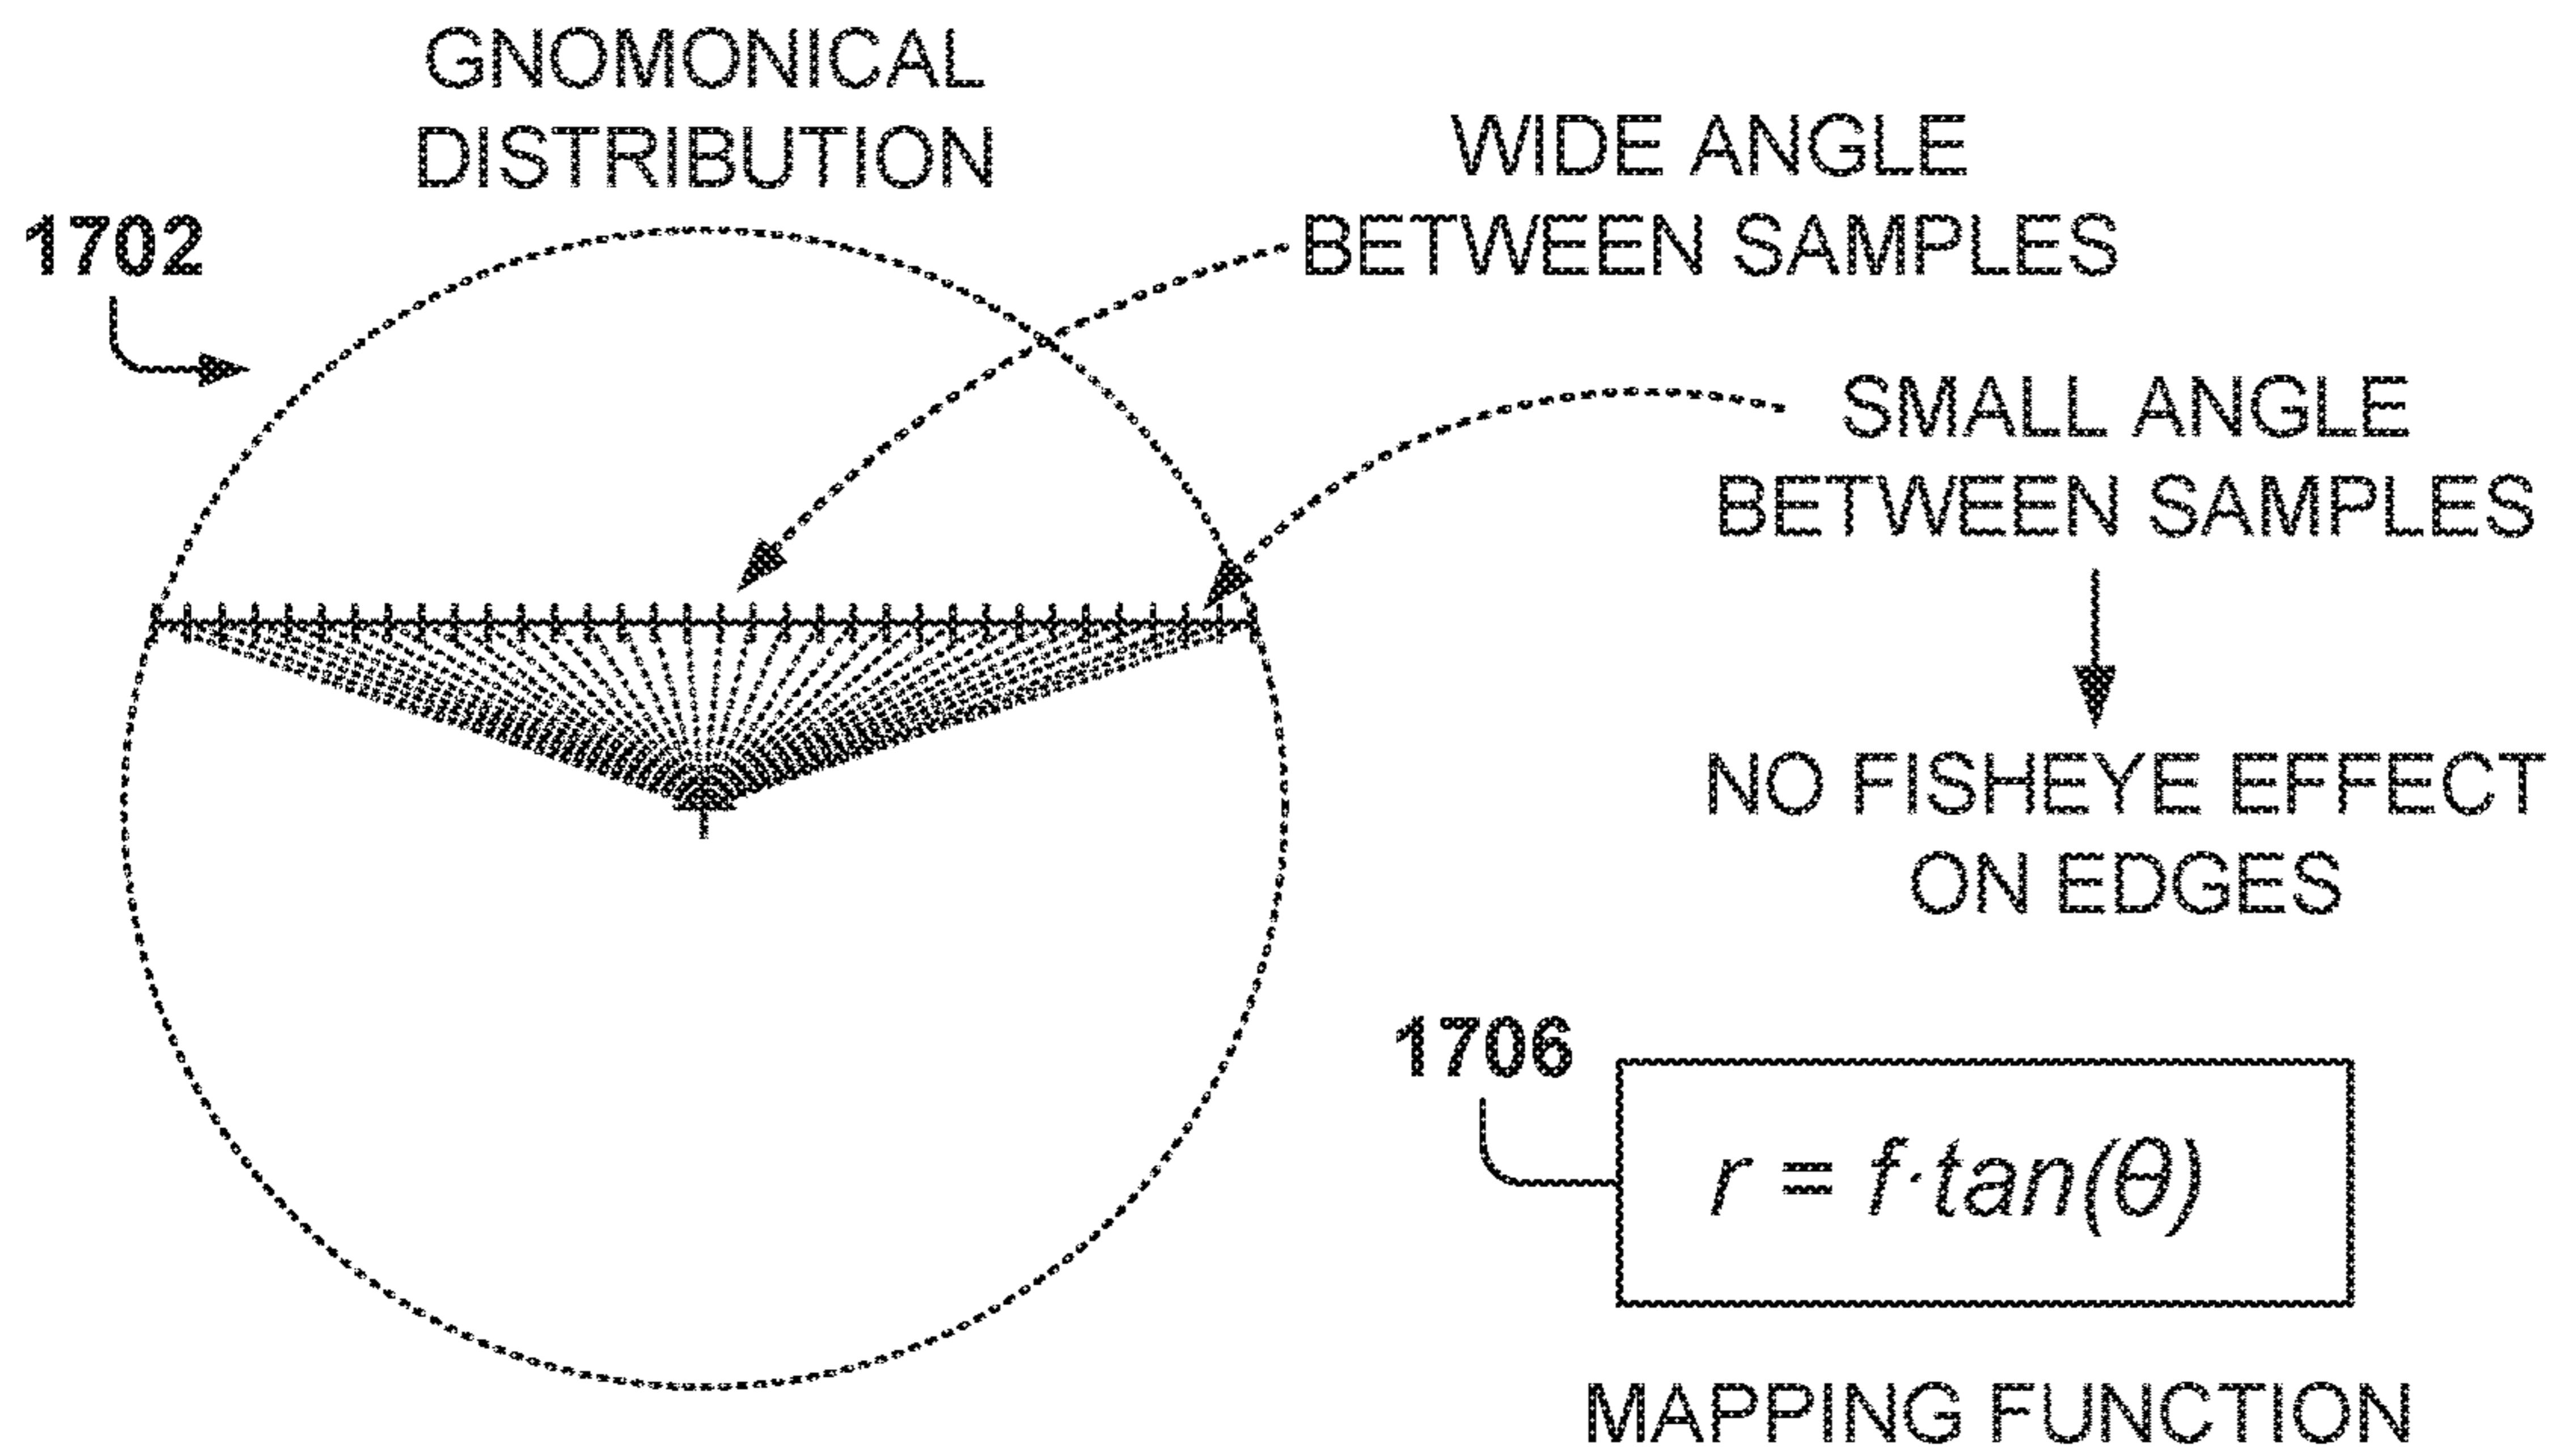 GNOMONICAL
DISTRIBUTION
1702
WIDE ANGLE
BETWEEN SAMPLES
SMALL ANGLE
BETWEEN SAMPLES
NO FISHEYE EFFECT
ON EDGES
1706
r = f·tan(θ)
MAPPING FUNCTION